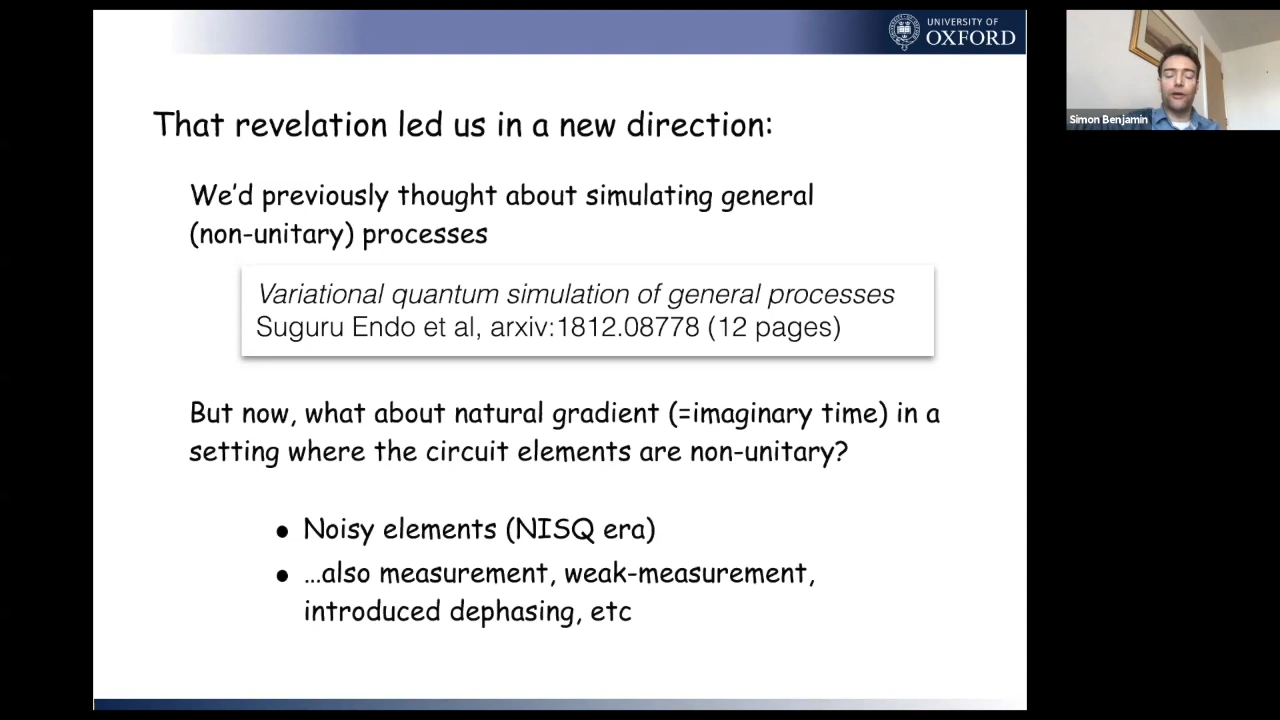 UNIVERSITY OF
OXFORD
Simon Benjamin
That revelation led us in a new direction:
We'd previously thought about simulating general
(non-unitary) processes
Variational quantum simulation of general processes
Suguru Endo et al, arxiv:1812.08778 (12 pages)
But now, what about natural gradient (=imaginary time) in a
setting where the circuit elements are non-unitary?
• Noisy elements (NISQ era)
• …also measurement, weak-measurement,
introduced dephasing, etc